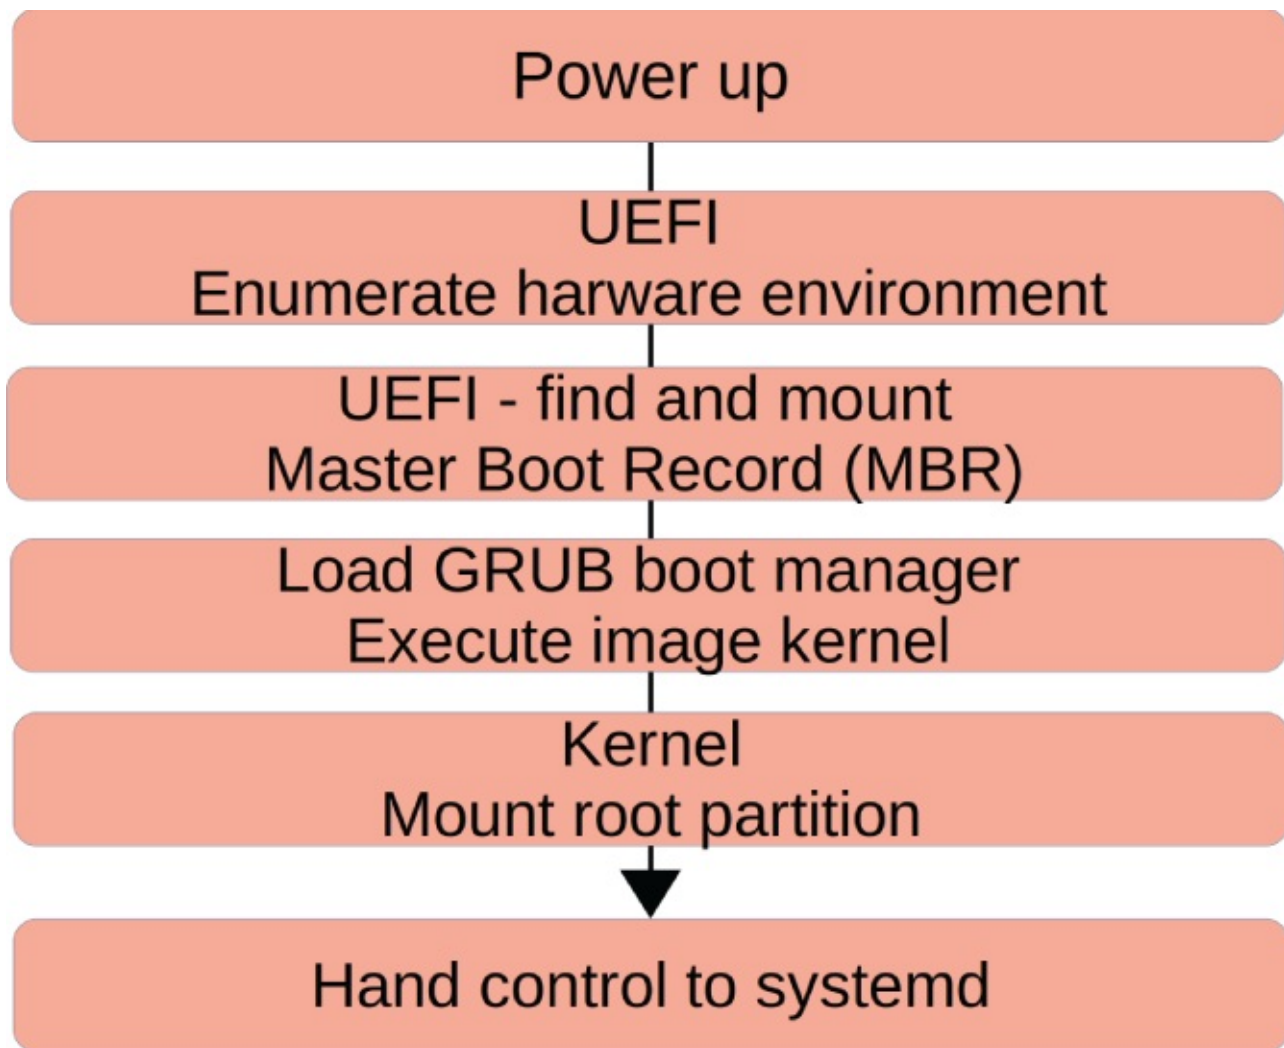 Power up
UEFI
Enumerate harware environment
UEFI - find and mount
Master Boot Record (MBR)
Load GRUB boot manager
Execute image kernel
Kernel
Mount root partition
Hand control to systemd